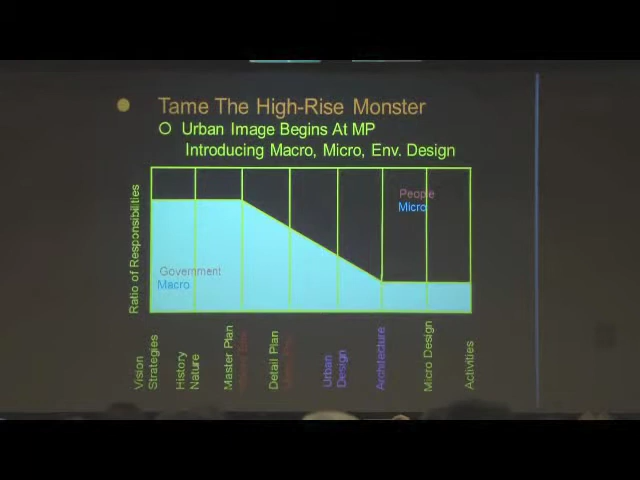 Tame The High-Rise Monster
Urban Image Begins At MP
Introducing Macro, Micro, Env. Design
Ratio of Responsibilities
People
Micro
Government
Macro
Vision
Strategies
History
Nature
Master Plan
Detail Plan
Urban
Design
Architecture
Micro Design
Activities